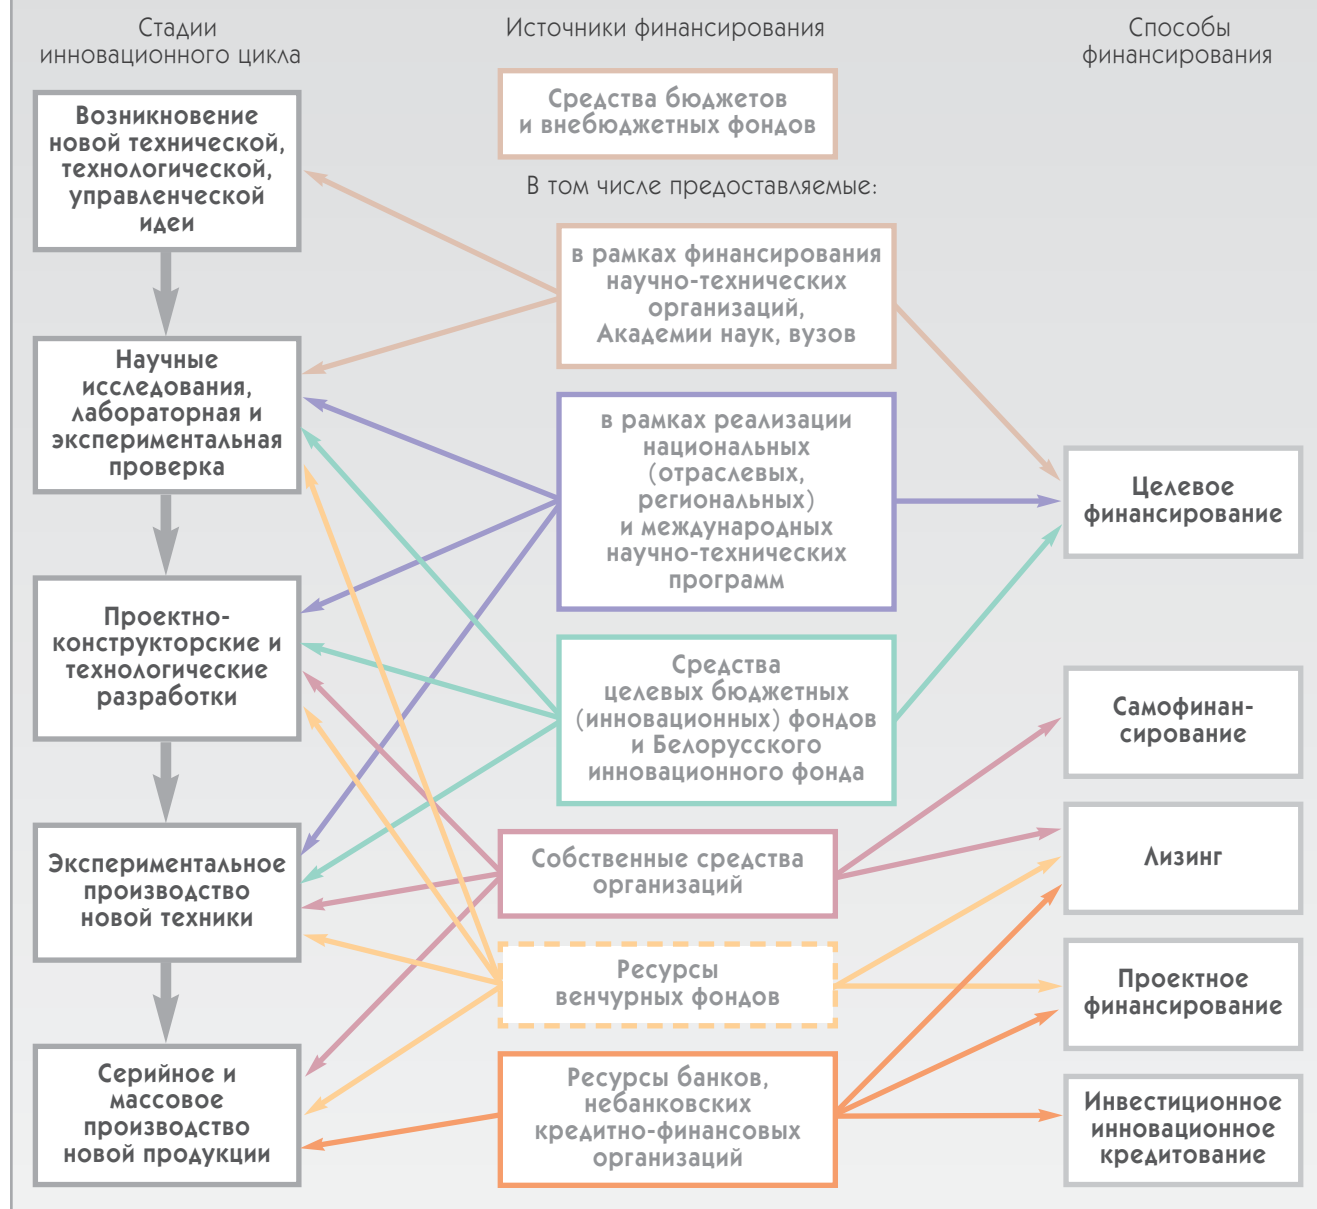 Стадии
инновационного цикла
Возникновение
новой технической,
технологической,
управленческой
идеи
Научные
исследования,
лабораторная и
экспериментальная
проверка
Проектно-
конструкторские и
технологические
разработки
Экспериментальное
производство
новой техники
Серийное и
массовое
производство
новой продукции
Источники финансирования
Средства бюджетов
и внебюджетных фондов
В том числе предоставляемые:
в рамках финансирования
научно-технических
организаций,
Академии наук, вузов
в рамках реализации
национальных
(отраслевых,
региональных)
и международных
научно-технических
программ
Средства
целевых бюджетных
(инновационных) фондов
и Белорусского
инновационного фонда
Собственные средства
организаций
Ресурсы
венчурных фондов
Ресурсы банков,
небанковских
кредитно-финансовых
организаций
Способы
финансирования
Целевое
финансирование
Самофинан-
сирование
Лизинг
Проектное
финансирование
Инвестиционное
инновационное
кредитование